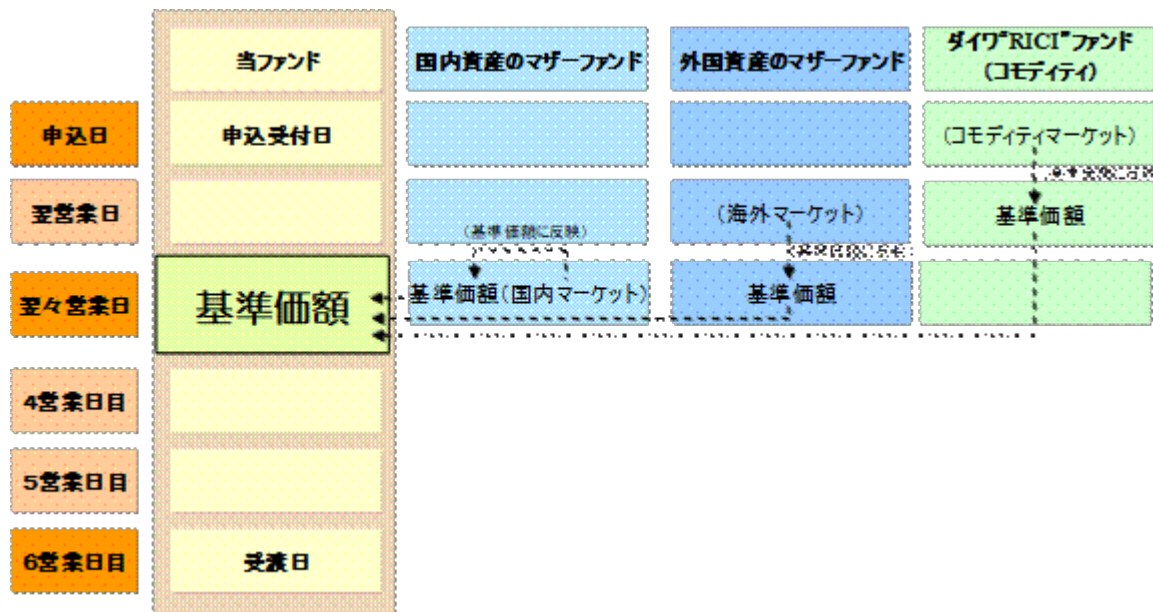 当ファンド
国内資産のマザーファンド
外国資産のマザーファンド
ダイワ"RICI"ファンド
(コモディティ)
申込日
申込受付日
(コモディティマーケット)
翌営業日
(基準価額に反映)
(海外マーケット)
基準価額
翌々営業日
基準価額
基準価額(国内マーケット)
基準価額
4営業日目
5営業日目
6営業日目
受渡日